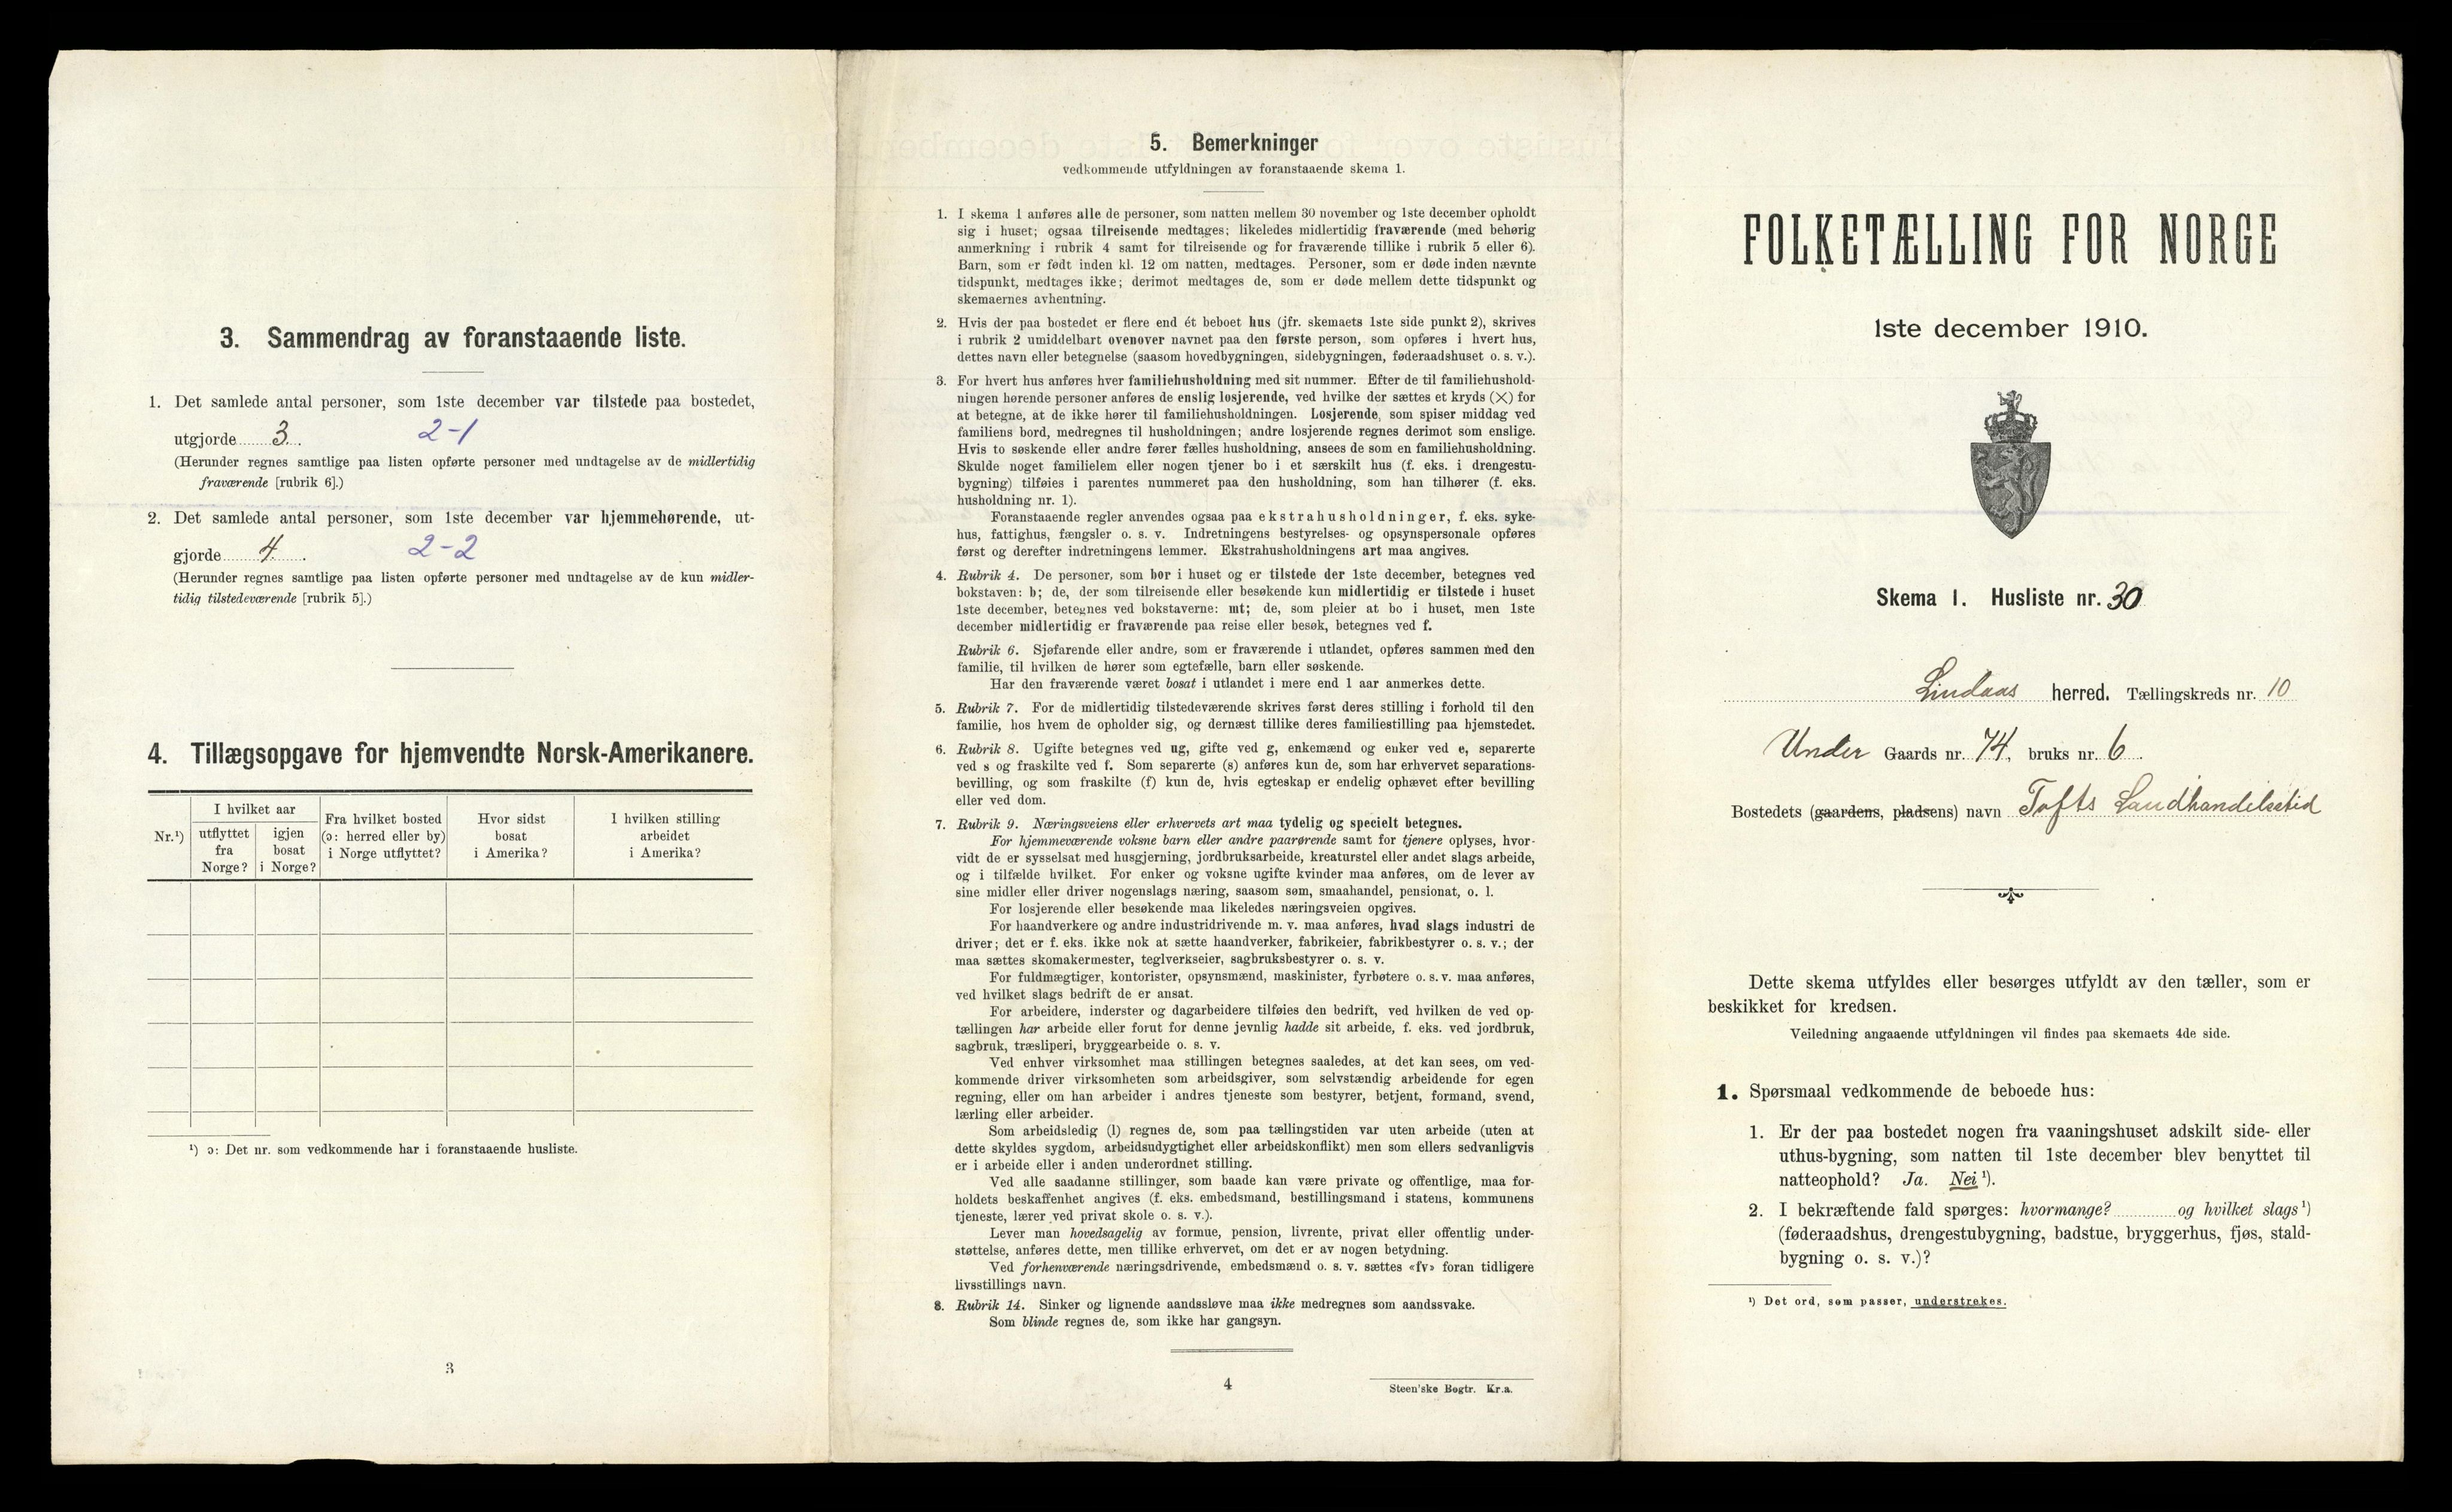 3. Sammendrag av foranstaaende liste.
1. Det samlede antal personer, som 1ste december var tilstede paa bostedet,
utgjorde 3. 2-1
(Herunder regnes samtlige paa listen opførte personer med undtagelse av de midlertidig
fraværende [rubrik 6].)
2. Det samlede antal personer, som 1ste december var hjemmehørende, ut-
gjorde 4. 2-2
(Herunder regnes samtlige paa listen opførte personer med undtagelse av de kun midler-
tidig tilstedeværende [rubrik 5].)
4. Tillægsopgave for hjemvendte Norsk-Amerikanere.
Nr.¹)
I hvilket aar
utflyttet
fra
Norge?
igjen
bosat
i Norge?
Fra hvilket bosted
(ɔ: herred eller by)
i Norge utflyttet?
Hvor sidst
bosat
i Amerika?
I hvilken stilling
arbeidet
i Amerika?
¹) ɔ: Det nr. som vedkommende har i foranstaaende husliste.
3
5. Bemerkninger
vedkommende utfyldningen av foranstaaende skema 1.
1. I skema 1 anføres alle de personer, som natten mellem 30 november og 1ste december opholdt
sig i huset; ogsaa tilreisende medtages; likeledes midlertidig fraværende (med behørig
anmerkning i rubrik 4 samt for tilreisende og for fraværende tillike i rubrik 5 eller 6).
Barn, som er født inden kl. 12 om natten, medtages. Personer, som er døde inden nævnte
tidspunkt, medtages ikke; derimot medtages de, som er døde mellem dette tidspunkt og
skemaernes avhentning.
2. Hvis der paa bostedet er flere end ét beboet hus (jfr. skemaets 1ste side punkt 2), skrives
i rubrik 2 umiddelbart ovenover navnet paa den første person, som opføres i hvert hus,
dettes navn eller betegnelse (saasom hovedbygningen, sidebygningen, føderaadshuset o. s. v.).
3. For hvert hus anføres hver familiehusholdning med sit nummer. Efter de til familiehushold-
ningen hørende personer anføres de enslig losjerende, ved hvilke der sættes et kryds (×) for
at betegne, at de ikke hører til familiehusholdningen. Losjerende, som spiser middag ved
familiens bord, medregnes til husholdningen; andre losjerende regnes derimot som enslige.
Hvis to søskende eller andre fører fælles husholdning, ansees de som en familiehusholdning.
Skulde noget familielem eller nogen tjener bo i et særskilt hus (f. eks. i drengestu-
bygning) tilføies i parentes nummeret paa den husholdning, som han tilhører (f. eks.
husholdning nr. 1).
Foranstaaende regler anvendes ogsaa paa ekstrahusholdninger, f. eks. syke-
hus, fattighus, fængsler o. s. v. Indretningens bestyrelses- og opsynspersonale opføres
først og derefter indretningens lemmer. Ekstrahusholdningens art maa angives.
4. Rubrik 4. De personer, som bor i huset og er tilstede der 1ste december, betegnes ved
bokstaven: b; de, der som tilreisende eller besøkende kun midlertidig er tilstede i huset
1ste december, betegnes ved bokstaverne: mt; de, som pleier at bo i huset, men 1ste
december midlertidig er fraværende paa reise eller besøk, betegnes ved f.
Rubrik 6. Sjøfarende eller andre, som er fraværende i utlandet, opføres sammen med den
familie, til hvilken de hører som egtefælle, barn eller søskende.
Har den fraværende været bosat i utlandet i mere end 1 aar anmerkes dette.
5. Rubrik 7. For de midlertidig tilstedeværende skrives først deres stilling i forhold til den
familie, hos hvem de opholder sig, og dernæst tillike deres familiestilling paa hjemstedet.
6. Rubrik 8. Ugifte betegnes ved ug, gifte ved g, enkemænd og enker ved e, separerte
ved s og fraskilte ved f. Som separerte (s) anføres kun de, som har erhvervet separations-
bevilling, og som fraskilte (f) kun de, hvis egteskap er endelig ophævet efter bevilling
eller ved dom.
7. Rubrik 9. Næringsveiens eller erhvervets art maa tydelig og specielt betegnes.
For hjemmeværende voksne barn eller andre paarørende samt for tjenere oplyses, hvor-
vidt de er sysselsat med husgjerning, jordbruksarbeide, kreaturstel eller andet slags arbeide,
og i tilfælde hvilket. For enker og voksne ugifte kvinder maa anføres, om de lever av
sine midler eller driver nogenslags næring, saasom søm, smaahandel, pensionat, o. l.
For losjerende eller besøkende maa likeledes næringsveien opgives.
For haandverkere og andre industridrivende m. v. maa anføres, hvad slags industri de
driver; det er f. eks. ikke nok at sætte haandverker, fabrikeier, fabrikbestyrer o. s. v.; der
maa sættes skomakermester, teglverkseier, sagbruksbestyrer o. s. v.
For fuldmægtiger, kontorister, opsynsmænd, maskinister, fyrbøtere o. s. v. maa anføres,
ved hvilket slags bedrift de er ansat.
For arbeidere, inderster og dagarbeidere tilføies den bedrift, ved hvilken de ved op-
tællingen har arbeide eller forut for denne jevnlig hadde sit arbeide, f. eks. ved jordbruk,
sagbruk, træsliperi, bryggearbeide o. s. v.
Ved enhver virksomhet maa stillingen betegnes saaledes, at det kan sees, om ved-
kommende driver virksomheten som arbeidsgiver, som selvstændig arbeidende for egen
regning, eller om han arbeider i andres tjeneste som bestyrer, betjent, formand, svend,
lærling eller arbeider.
Som arbeidsledig (l) regnes de, som paa tællingstiden var uten arbeide (uten at
dette skyldes sygdom, arbeidsudygtighet eller arbeidskonflikt) men som ellers sedvanligvis
er i arbeide eller i anden underordnet stilling.
Ved alle saadanne stillinger, som baade kan være private og offentlige, maa for-
holdets beskaffenhet angives (f. eks. embedsmand, bestillingsmand i statens, kommunens
tjeneste, lærer ved privat skole o. s. v.).
Lever man hovedsagelig av formue, pension, livrente, privat eller offentlig under-
støttelse, anføres dette, men tillike erhvervet, om det er av nogen betydning.
Ved forhenværende næringsdrivende, embedsmænd o. s. v. sættes «fv» foran tidligere
livsstillings navn.
8. Rubrik 14. Sinker og lignende aandssløve maa ikke medregnes som aandssvake.
Som blinde regnes de, som ikke har gangsyn.
4
Steen'ske Bogtr. Kr.a.
FOLKETÆLLING FOR NORGE
1ste december 1910.
Skema 1. Husliste nr. 30
Lindaas herred. Tællingskreds nr. 10
Under Gaards nr. 74, bruks nr. 6.
Bostedets (gaardens, pladsens) navn Tofts Landhandelssted
Dette skema utfyldes eller besørges utfyldt av den tæller, som er
beskikket for kredsen.
Veiledning angaaende utfyldningen vil findes paa skemaets 4de side.
1. Spørsmaal vedkommende de beboede hus:
1. Er der paa bostedet nogen fra vaaningshuset adskilt side- eller
uthus-bygning, som natten til 1ste december blev benyttet til
natteophold? Ja. Nei ¹).
2. I bekræftende fald spørges: hvormange? og hvilket slags ¹)
(føderaadshus, drengestubygning, badstue, bryggerhus, fjøs, stald-
bygning o. s. v.)?
¹) Det ord, som passer, understrekes.